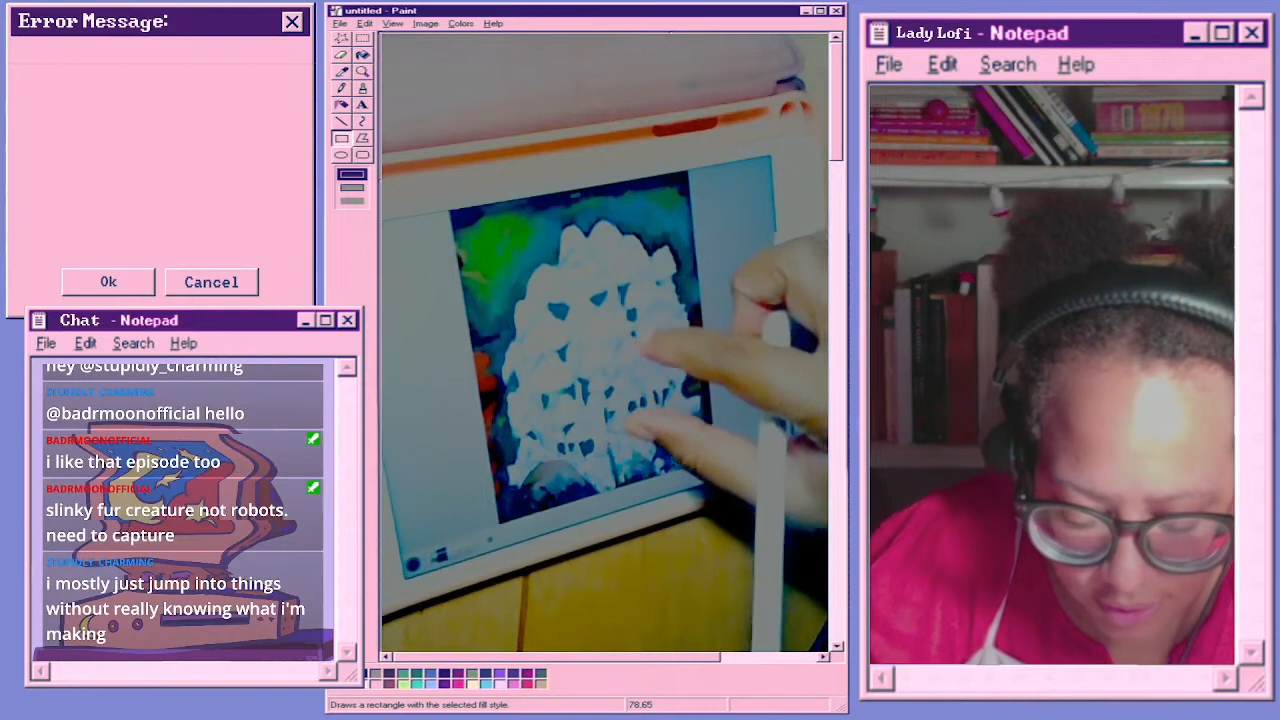 Error Message:
Ok
Cancel
Chat - Notepad
File Edit Search Help
hey @stupidly_charming
STUPIDLY_CHARMING
@badrmoonofficial hello
BADRMOONOFFICIAL
i like that episode too
BADRMOONOFFICIAL
slinky fur creature not robots.
need to capture
STUPIDLY_CHARMING
i mostly just jump into things
without really knowing what i'm
making
untitled - Paint
File Edit View Image Colors Help
A
Draws a rectangle with the selected fill style.
78,65
Lady Lofi - Notepad
File Edit Search Help
1970